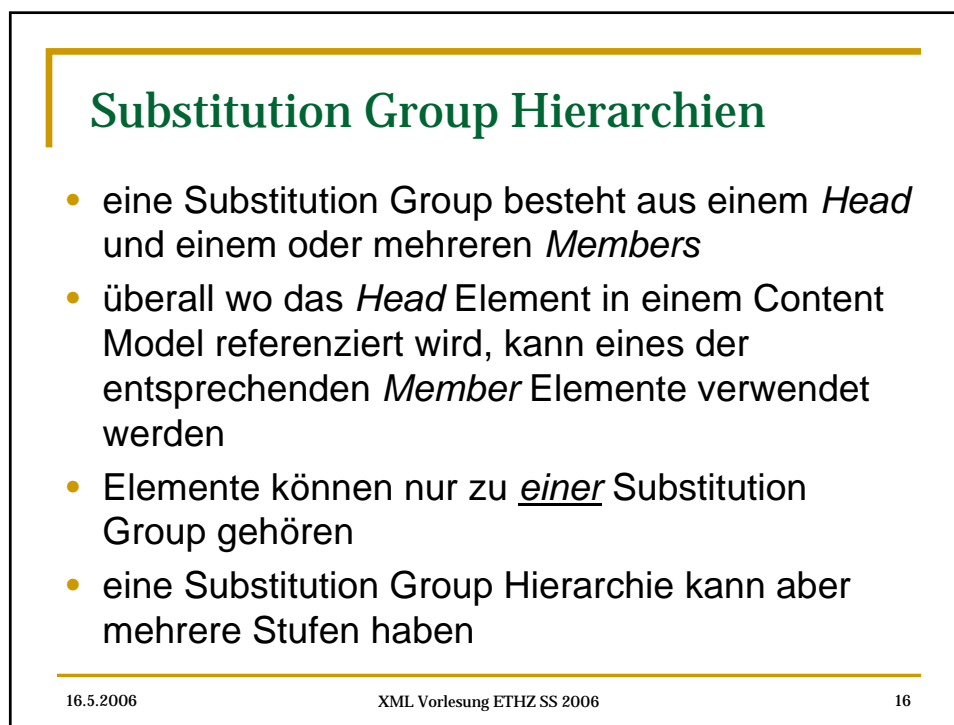 Substitution Group Hierarchien
• eine Substitution Group besteht aus einem Head
und einem oder mehreren Members
• überall wo das Head Element in einem Content
Model referenziert wird, kann eines der
entsprechenden Member Elemente verwendet
werden
• Elemente können nur zu einer Substitution
Group gehören
• eine Substitution Group Hierarchie kann aber
mehrere Stufen haben
16.5.2006 XML Vorlesung ETHZ SS 2006 16